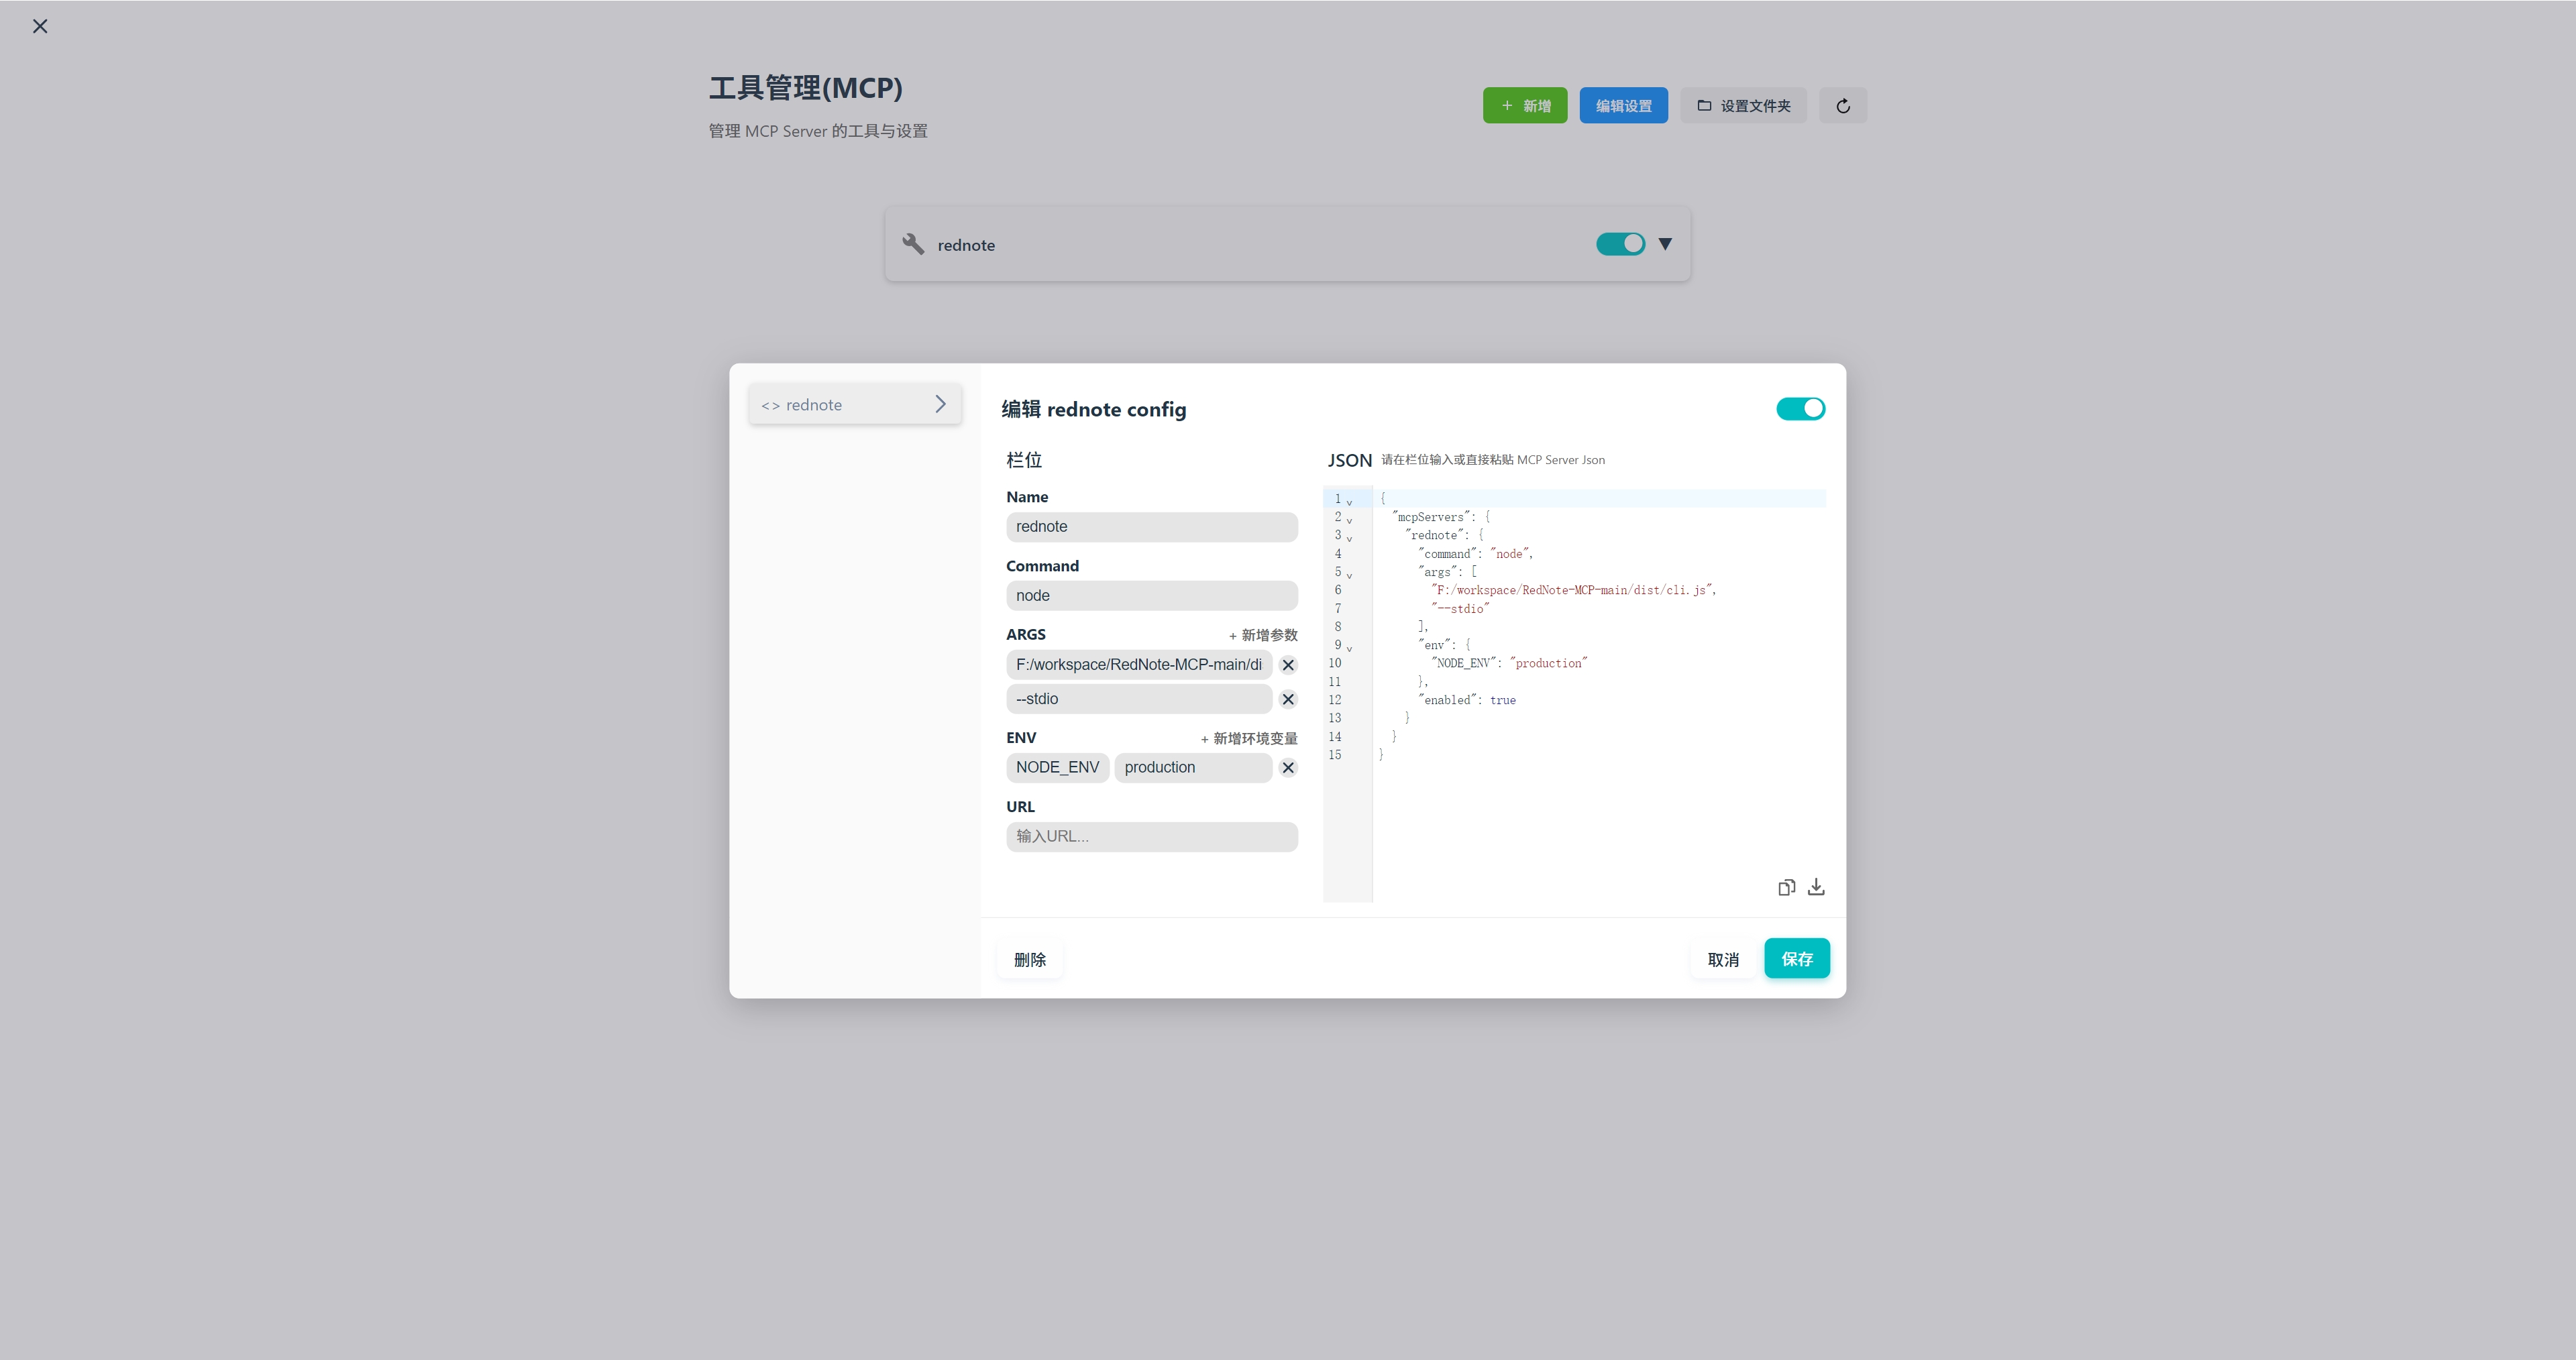 工具管理(MCP)
管理 MCP Server 的工具与设置
+ 新增
编辑设置
设置文件夹
rednote
<> rednote
编辑 rednote config
栏位
Name
rednote
Command
node
ARGS
+ 新增参数
F:/workspace/RedNote-MCP-main/di
--stdio
ENV
+ 新增环境变量
NODE_ENV
production
URL
输入URL...
JSON 请在栏位输入或直接粘贴 MCP Server Json
1 {
2 "mcpServers": {
3 "rednote": {
4 "command": "node",
5 "args": [
6 "F:/workspace/RedNote-MCP-main/dist/cli.js",
7 "--stdio"
8 ],
9 "env": {
10 "NODE_ENV": "production"
11 },
12 "enabled": true
13 }
14 }
15 }
删除
取消
保存